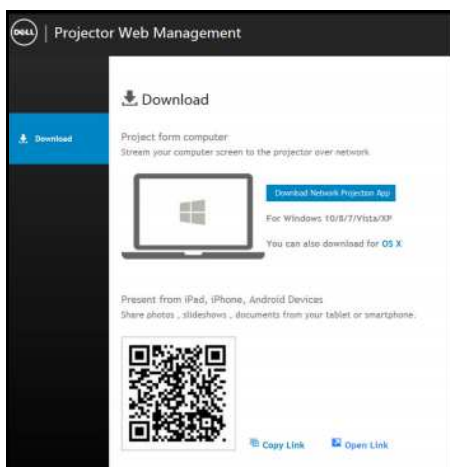 DELL | Projector Web Management
Download
Download
Project form computer
Stream your computer screen to the projector over network
Download Network Projection App
For Windows 10/8/7/Vista/XP
You can also download for OS X
Present from iPad, iPhone, Android Devices
Share photos , slideshows , documents from your tablet or smartphone.
Copy Link Open Link